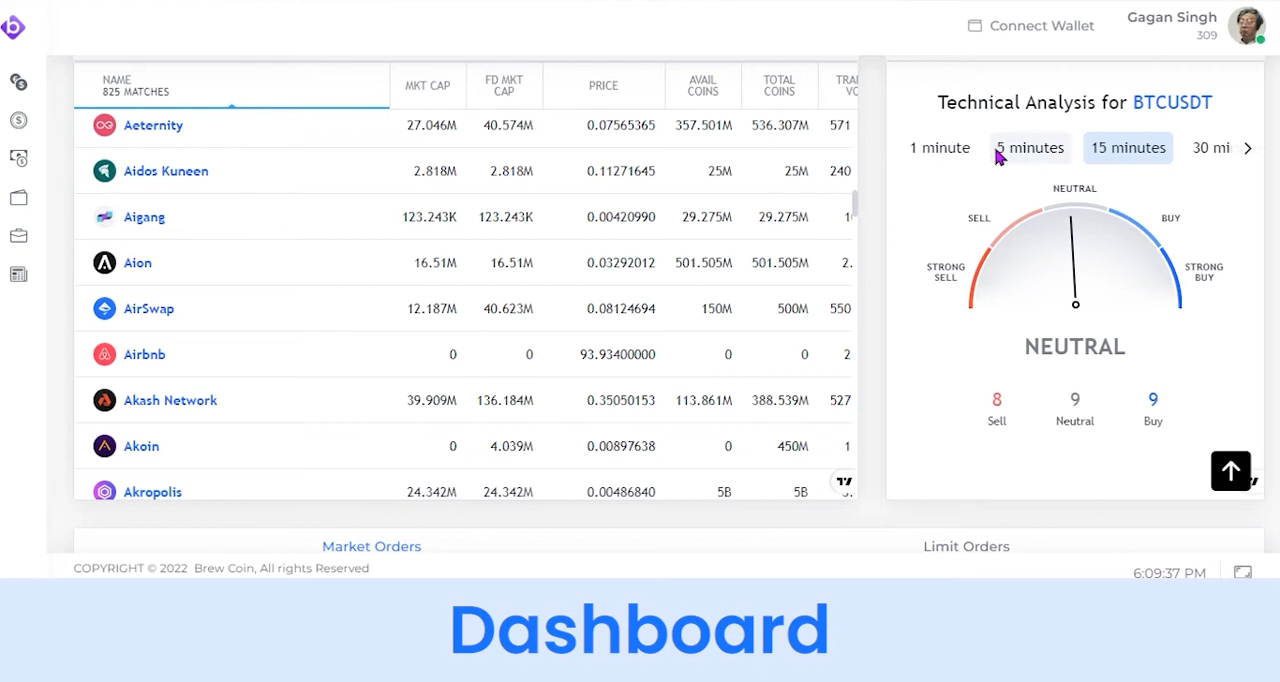 b
Connect Wallet
Gagan Singh
309
NAME
825 MATCHES
MKT CAP
FD MKT
CAP
PRICE
AVAIL
COINS
TOTAL
COINS
Aeternity 27.046M 40.574M 0.07565365 357.501M 536.307M 571
Aidos Kuneen 2.818M 2.818M 0.11271645 25M 25M 240
Aigang 123.243K 123.243K 0.00420990 29.275M 29.275M
Aion 16.51M 16.51M 0.03292012 501.505M 501.505M 2.
AirSwap 12.187M 40.623M 0.08124694 150M 500M 550
Airbnb 0 0 93.93400000 0 0 2
Akash Network 39.909M 136.184M 0.35050153 113.861M 388.539M 527
Akoin 0 4.039M 0.00897638 0 450M 1
Akropolis 24.342M 24.342M 0.00486840 5B 5B
Technical Analysis for BTCUSDT
1 minute 5 minutes 15 minutes 30 mi
NEUTRAL
SELL BUY
STRONG
SELL
STRONG
BUY
NEUTRAL
8 9 9
Sell Neutral Buy
Market Orders Limit Orders
COPYRIGHT © 2022 Brew Coin, All rights Reserved
6:09:37 PM
Dashboard